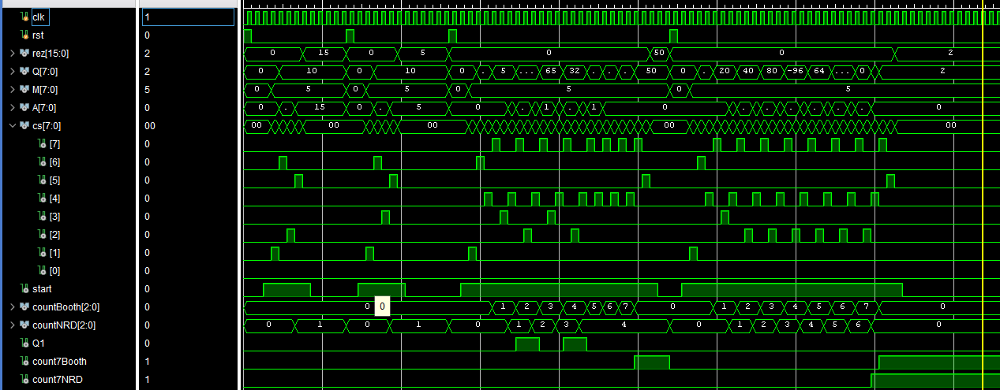 clk 1
rst 0
rez[15:0] 2 0 15 0 5 0 50 0 2
Q[7:0] 2 0 10 0 10 0 . 5 ... 65 32 . . . 50 0 . 20 40 80 -96 64 ... 0 2
M[7:0] 5 0 5 0 5 0 5 0 5
A[7:0] 0 0 . 15 0 . 5 0 . . 1 . . 1 0 . . . . . . . 0
cs[7:0] 00 00 00 00 00 00
[7] 0
[6] 0
[5] 0
[4] 0
[3] 0
[2] 0
[1] 0
[0] 0
start 0
countBooth[2:0] 0 0 0 1 2 3 4 5 6 7 0 1 2 3 4 5 6 7 0
countNRD[2:0] 0 0 1 0 1 0 1 2 3 4 0 1 2 3 4 5 6 0
Q1 0
count7Booth 1
count7NRD 1